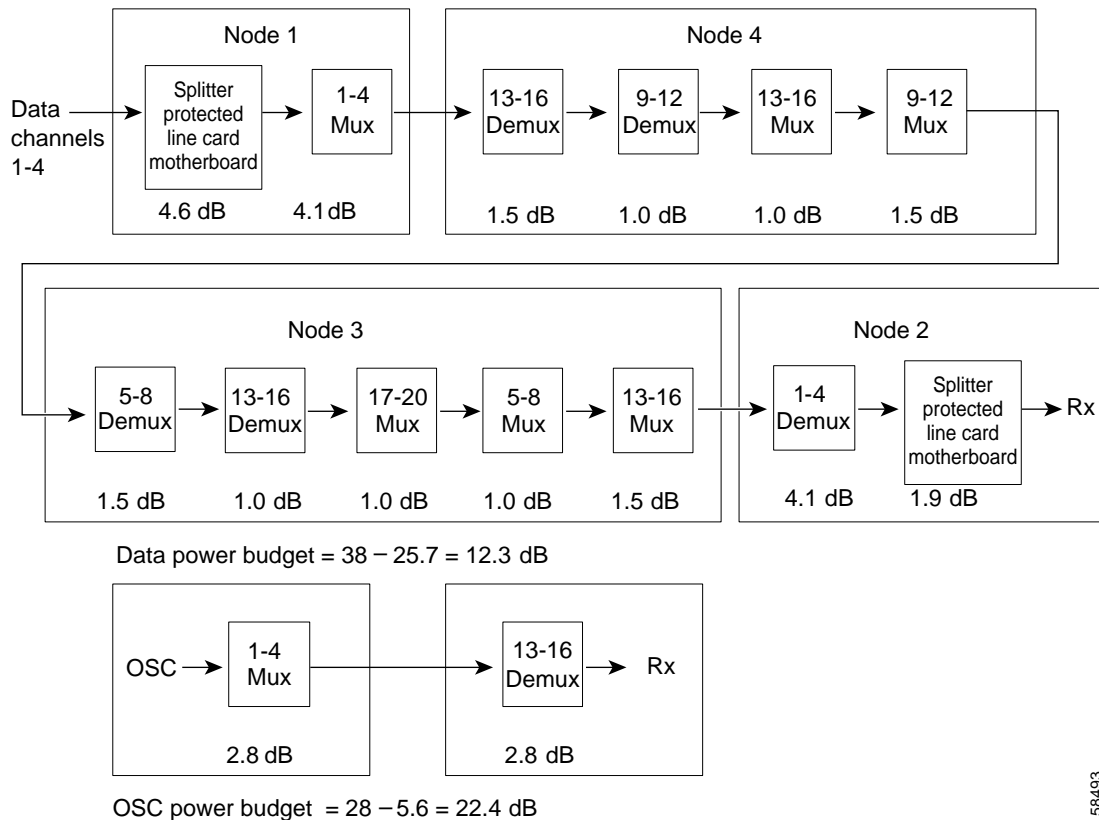 Node 1
Data
channels
1-4
Splitter
protected
line card
motherboard
1-4
Mux
4.6 dB
4.1dB
Node 4
13-16
Demux
9-12
Demux
13-16
Mux
9-12
Mux
1.5 dB
1.0 dB
1.0 dB
1.5 dB
Node 3
5-8
Demux
13-16
Demux
17-20
Mux
5-8
Mux
13-16
Mux
1.5 dB
1.0 dB
1.0 dB
1.0 dB
1.5 dB
Node 2
1-4
Demux
Splitter
protected
line card
motherboard
Rx
4.1 dB
1.9 dB
Data power budget = 38 – 25.7 = 12.3 dB
OSC
1-4
Mux
2.8 dB
13-16
Demux
Rx
2.8 dB
OSC power budget = 28 – 5.6 = 22.4 dB
58493